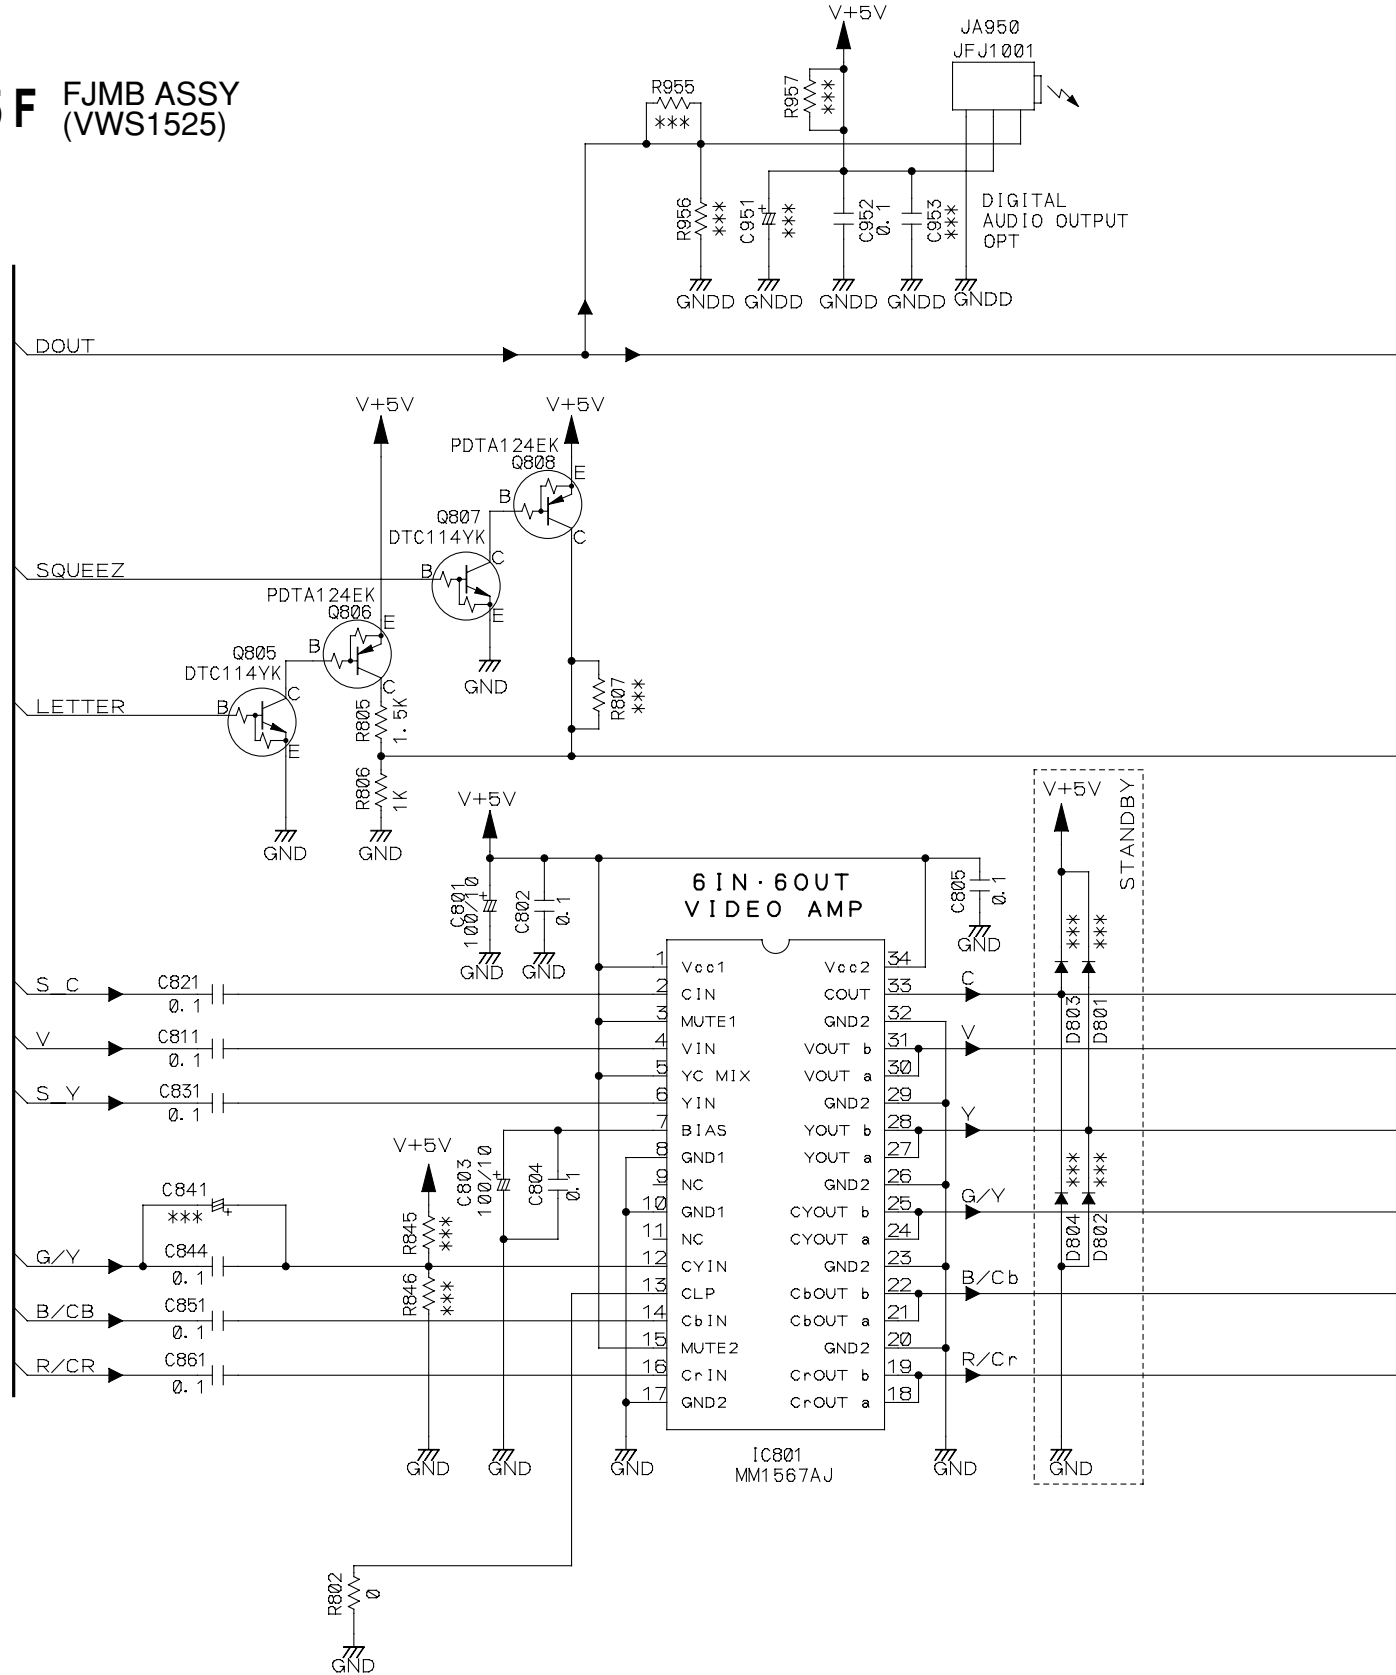 5F FJMB ASSY
(VWS1525)
V+5V
JA950
JFJ1001
R955
***
R957
***
R956
***
C951
+
***
C952
0.1
C953
***
DIGITAL
AUDIO OUTPUT
OPT
GNDD GNDD GNDD GNDD GNDD
DOUT
V+5V
V+5V
PDTA124EK
Q808
E
B
C
Q807
DTC114YK
C
B
E
SQUEEZ
GND
PDTA124EK
Q806
E
B
C
Q805
DTC114YK
C
B
E
LETTER
R805
1.5K
R807
***
R806
1K
GND
GND
V+5V
C801
100/10
+
C802
0.1
GND GND
6IN·6OUT
VIDEO AMP
C805
0.1
GND
V+5V
STANDBY
***
***
D803
D801
***
***
D804
D802
GND
S_C
C821
0.1
V
C811
0.1
S_Y
C831
0.1
C841
***
+
G/Y
C844
0.1
B/CB
C851
0.1
R/CR
C861
0.1
V+5V
R845
***
R846
***
C803
100/10
+
C804
0.1
1 Vcc1 Vcc2 34
2 CIN COUT 33 C
3 MUTE1 GND2 32
4 VIN VOUT b 31 V
5 YC MIX VOUT a 30
6 YIN GND2 29
7 BIAS YOUT b 28 Y
8 GND1 YOUT a 27
9 NC GND2 26
10 GND1 CYOUT b 25 G/Y
11 NC CYOUT a 24
12 CYIN GND2 23
13 CLP CbOUT b 22 B/Cb
14 CbIN CbOUT a 21
15 MUTE2 GND2 20
16 CrIN CrOUT b 19 R/Cr
17 GND2 CrOUT a 18
GND GND GND GND
IC801
MM1567AJ
R802
0
GND